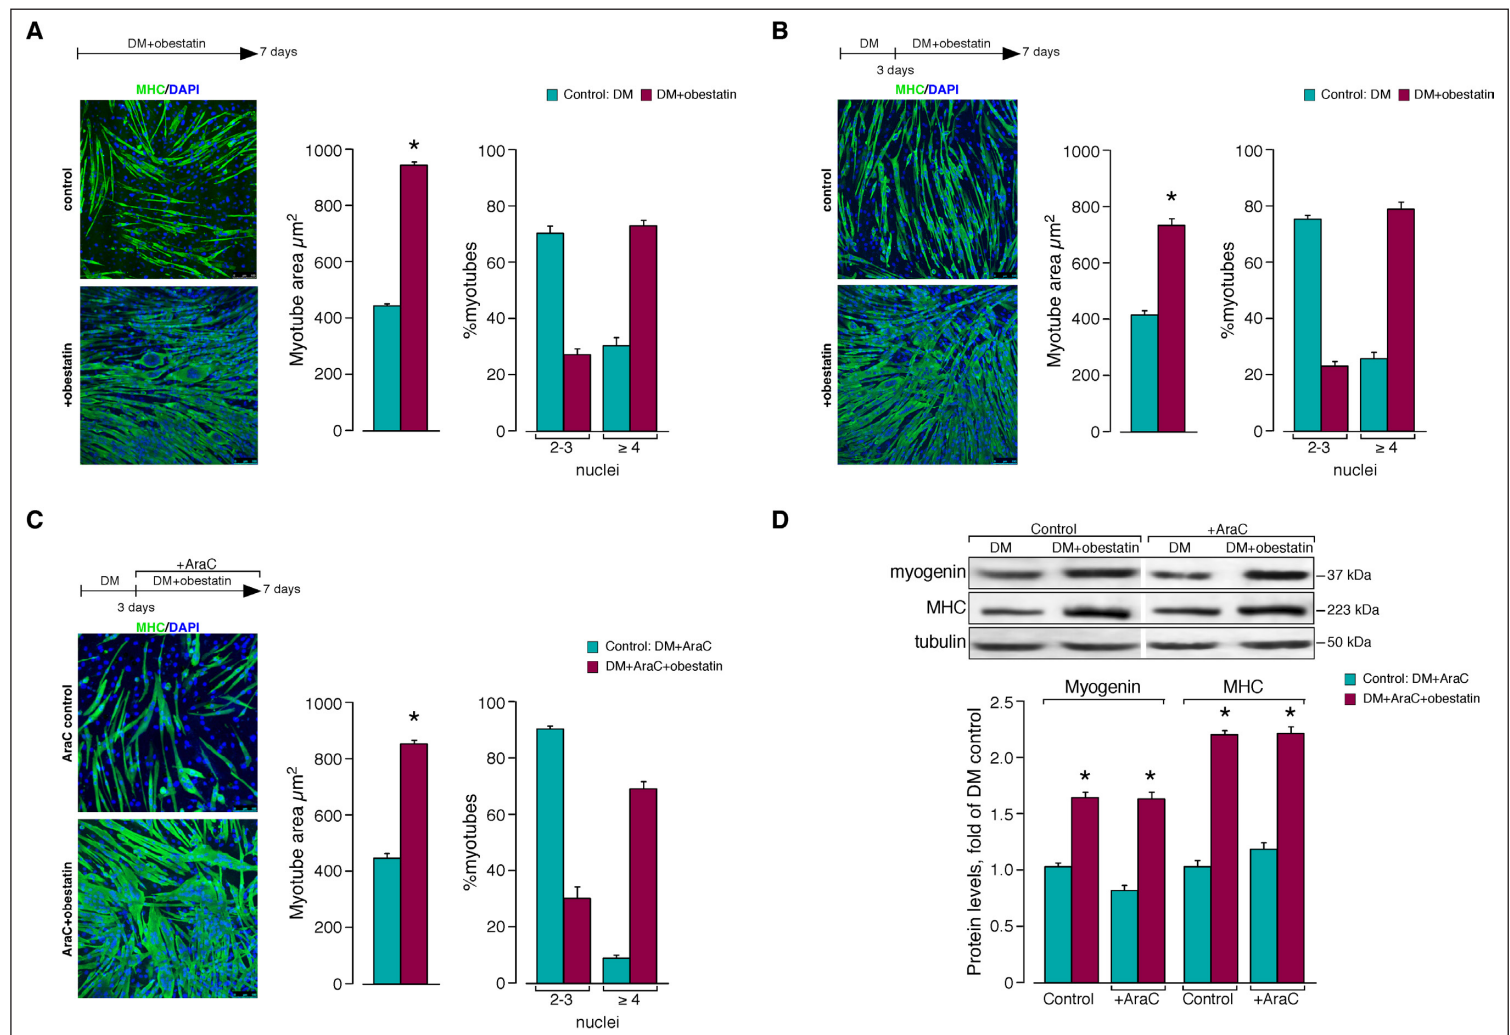 A
DM+obestatin
7 days
MHC/DAPI
control
+obestatin
Control: DM
DM+obestatin
*
Myotube area µm2
1000
800
600
400
200
0
%myotubes
100
80
60
40
20
0
2-3
≥ 4
nuclei
B
DM
DM+obestatin
7 days
3 days
MHC/DAPI
control
+obestatin
Control: DM
DM+obestatin
*
Myotube area µm2
1000
800
600
400
200
0
%myotubes
100
80
60
40
20
0
2-3
≥ 4
nuclei
C
+AraC
DM
DM+obestatin
7 days
3 days
MHC/DAPI
AraC control
AraC+obestatin
Control: DM+AraC
DM+AraC+obestatin
*
Myotube area µm2
1000
800
600
400
200
0
%myotubes
100
80
60
40
20
0
2-3
≥ 4
nuclei
D
Control
+AraC
DM
DM+obestatin
DM
DM+obestatin
myogenin
37 kDa
MHC
223 kDa
tubulin
50 kDa
Control: DM+AraC
DM+AraC+obestatin
Myogenin
MHC
Protein levels, fold of DM control
2.5
2.0
1.5
1.0
0.5
0
*
*
*
*
Control
+AraC
Control
+AraC